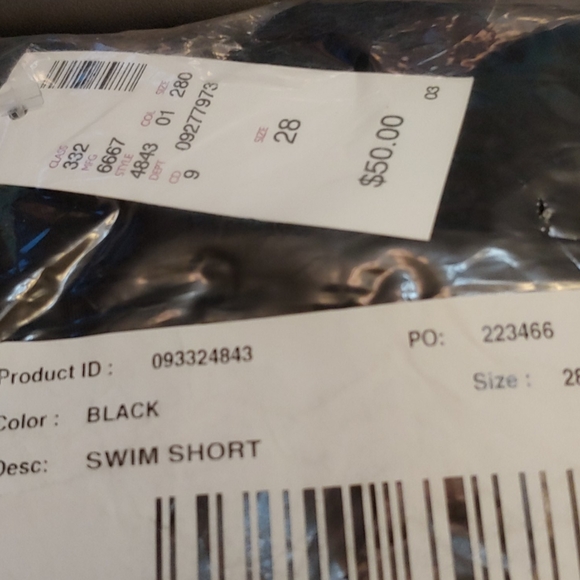 CLASS 332
MFG 6667
STYLE 4843
DEPT
COL 01
SIZE 280
CD 9
09277973
SIZE 28
$50.00
03
Product ID : 093324843
PO: 223466
Size : 28
Color : BLACK
Desc: SWIM SHORT